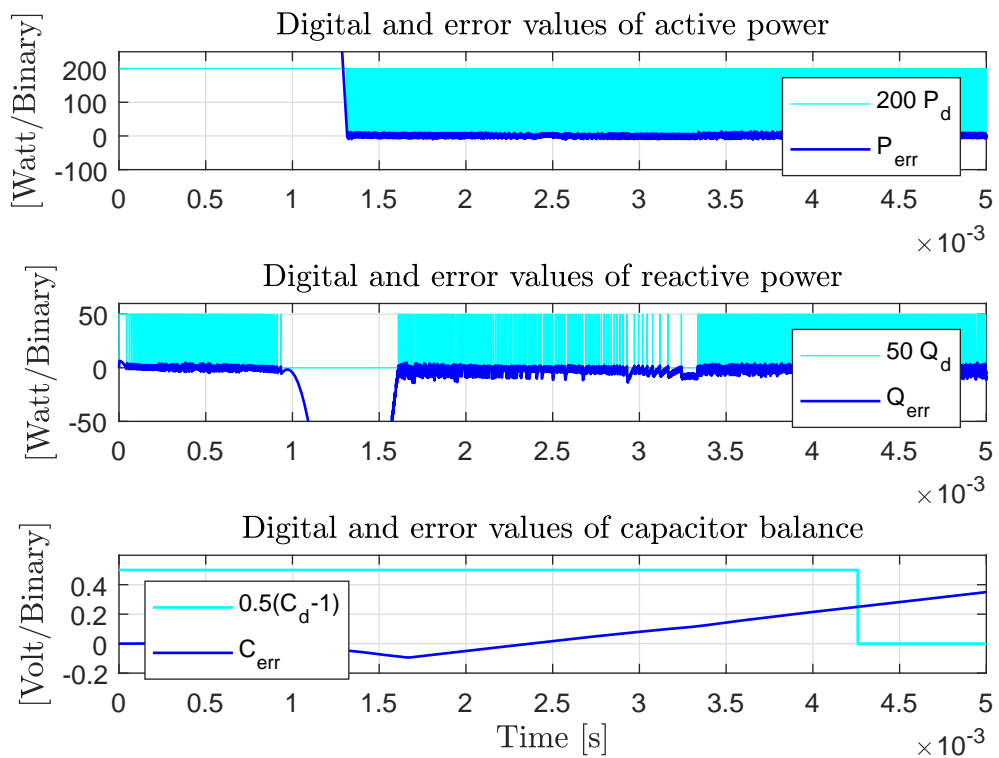 Digital and error values of active power
[Watt/Binary]
200
100
0
-100
200 P_d
P_err
0 0.5 1 1.5 2 2.5 3 3.5 4 4.5 5
×10^-3
Digital and error values of reactive power
[Watt/Binary]
50
0
-50
50 Q_d
Q_err
0 0.5 1 1.5 2 2.5 3 3.5 4 4.5 5
×10^-3
Digital and error values of capacitor balance
[Volt/Binary]
0.4
0.2
0
-0.2
0.5(C_d-1)
C_err
0 0.5 1 1.5 2 2.5 3 3.5 4 4.5 5
Time [s]
×10^-3